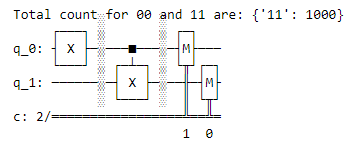 Total count for 00 and 11 are: {'11': 1000}
q_0: X M
q_1: X M
c: 2/
1 0